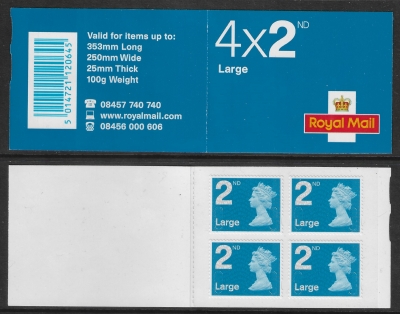 Valid for items up to:
353mm Long
250mm Wide
25mm Thick
100g Weight
08457 740 740
www.royalmail.com
08456 000 606
5 014721 120645
4x2ND
Large
Royal Mail
2ND
Large
2ND
Large
2ND
Large
2ND
Large